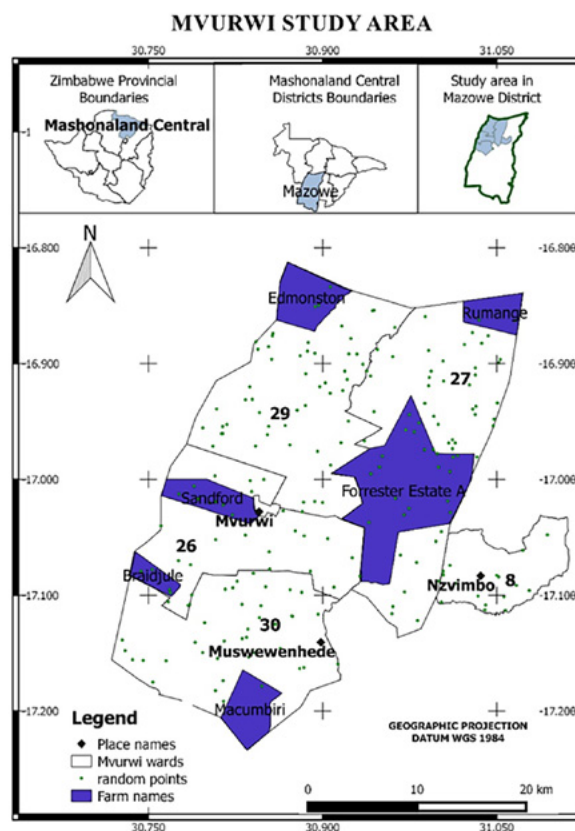 MVURWI STUDY AREA
30.750 30.900 31.050
Zimbabwe Provincial
Boundaries
Mashonaland Central
Mashonaland Central
Districts Boundaries
Mazowe
Study area in
Mazowe District
-1
N
-16.800
-16.800
Edmonston
Rumange
-16.900
-16.900
27
29
-17.000
-17.000
Sandford
Forrester Estate A
Mvurwi
26
Braidjule
Nzvimbo
8
-17.100
-17.100
30
Muswewenhede
Macumbiri
-17.200
-17.200
Legend
Place names
Mvurwi wards
random points
Farm names
GEOGRAPHIC PROJECTION
DATUM WGS 1984
0 10 20 km
30.750 30.900 31.050